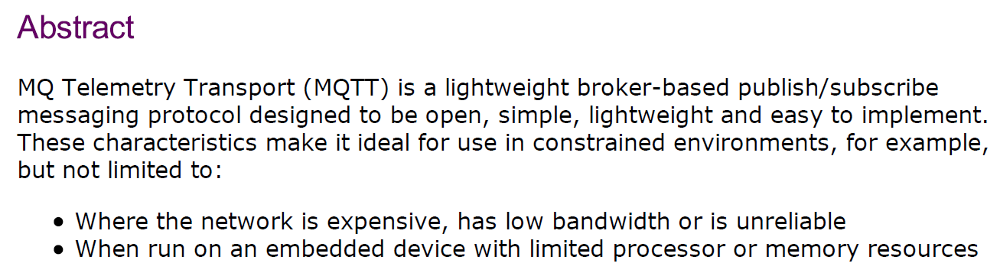 Abstract
MQ Telemetry Transport (MQTT) is a lightweight broker-based publish/subscribe
messaging protocol designed to be open, simple, lightweight and easy to implement.
These characteristics make it ideal for use in constrained environments, for example,
but not limited to:
• Where the network is expensive, has low bandwidth or is unreliable
• When run on an embedded device with limited processor or memory resources